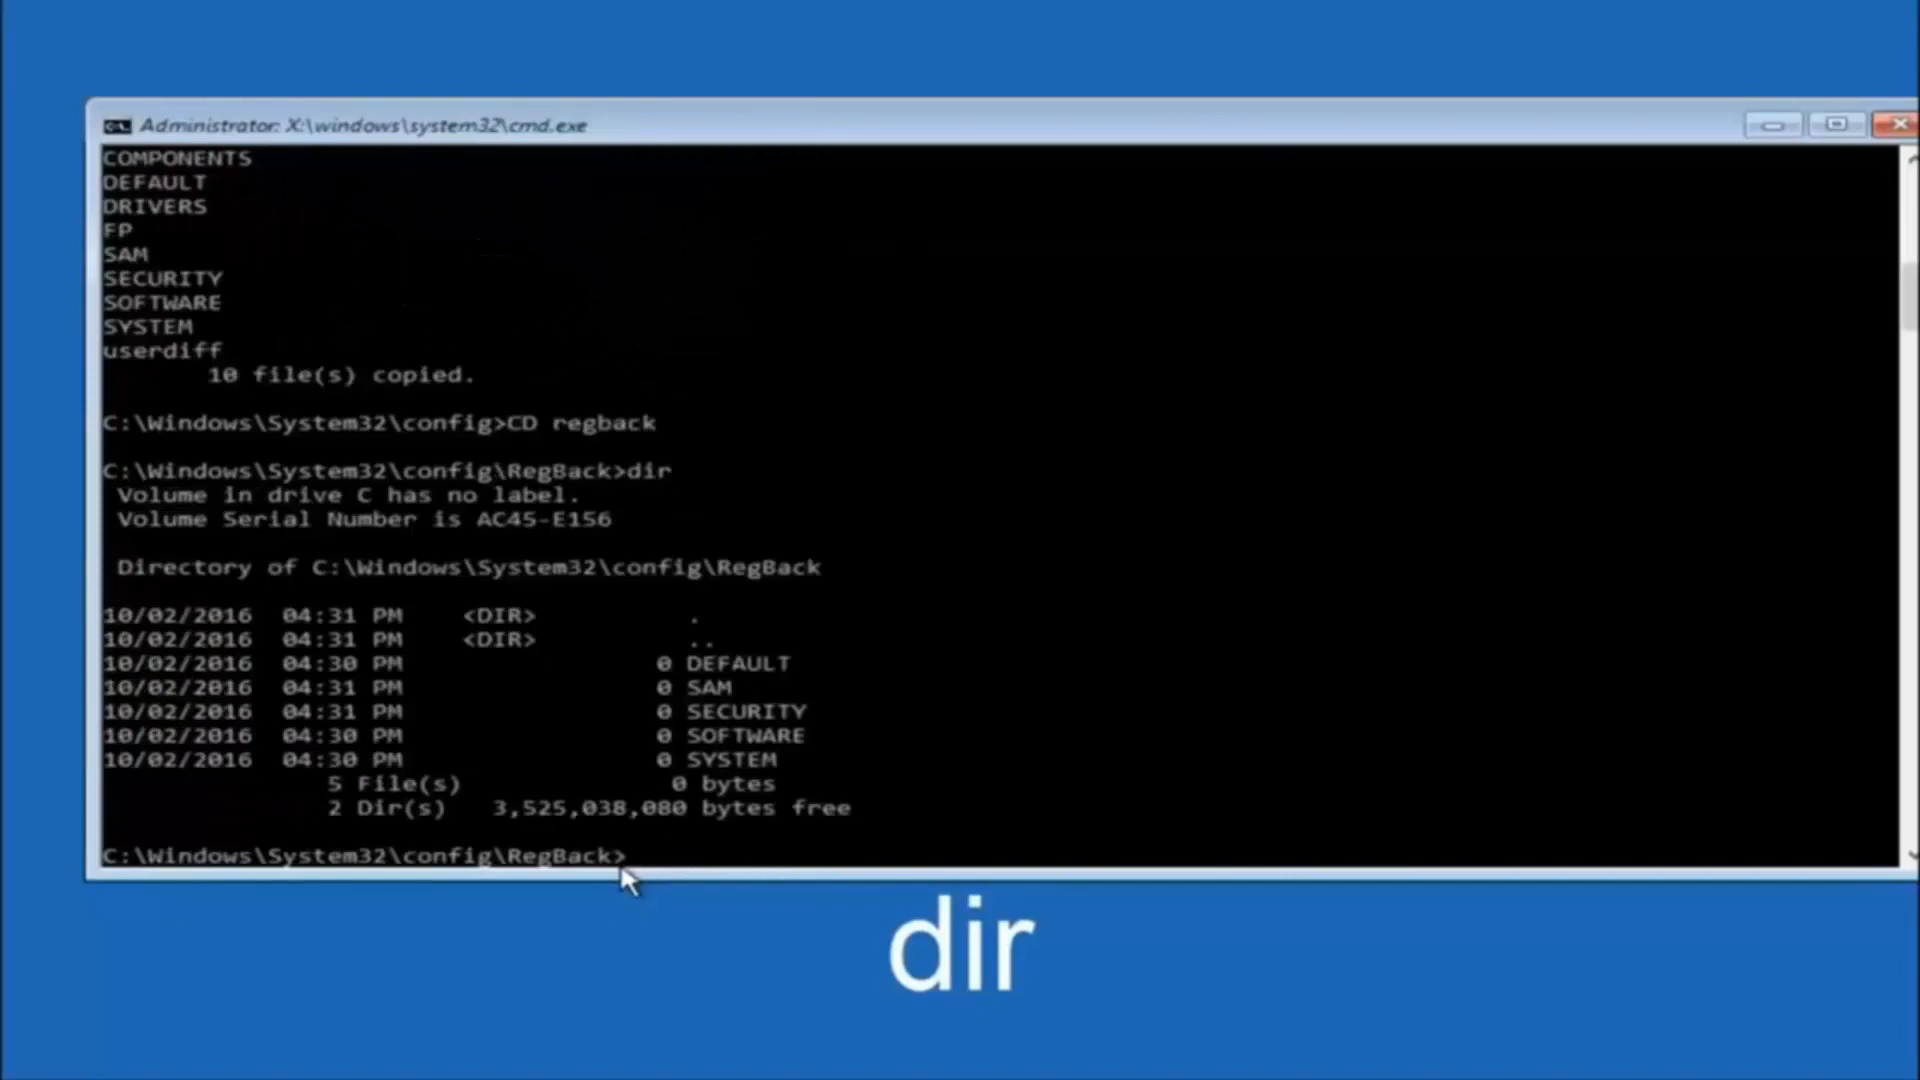 Administrator: X:\windows\system32\cmd.exe
COMPONENTS
DEFAULT
DRIVERS
FP
SAM
SECURITY
SOFTWARE
SYSTEM
userdiff
10 file(s) copied.
C:\Windows\System32\config>CD regback
C:\Windows\System32\config\RegBack>dir
Volume in drive C has no label.
Volume Serial Number is AC45-E156
Directory of C:\Windows\System32\config\RegBack
10/02/2016 04:31 PM <DIR> .
10/02/2016 04:31 PM <DIR> ..
10/02/2016 04:30 PM 0 DEFAULT
10/02/2016 04:31 PM 0 SAM
10/02/2016 04:31 PM 0 SECURITY
10/02/2016 04:30 PM 0 SOFTWARE
10/02/2016 04:30 PM 0 SYSTEM
5 File(s) 0 bytes
2 Dir(s) 3,525,038,080 bytes free
C:\Windows\System32\config\RegBack>
dir